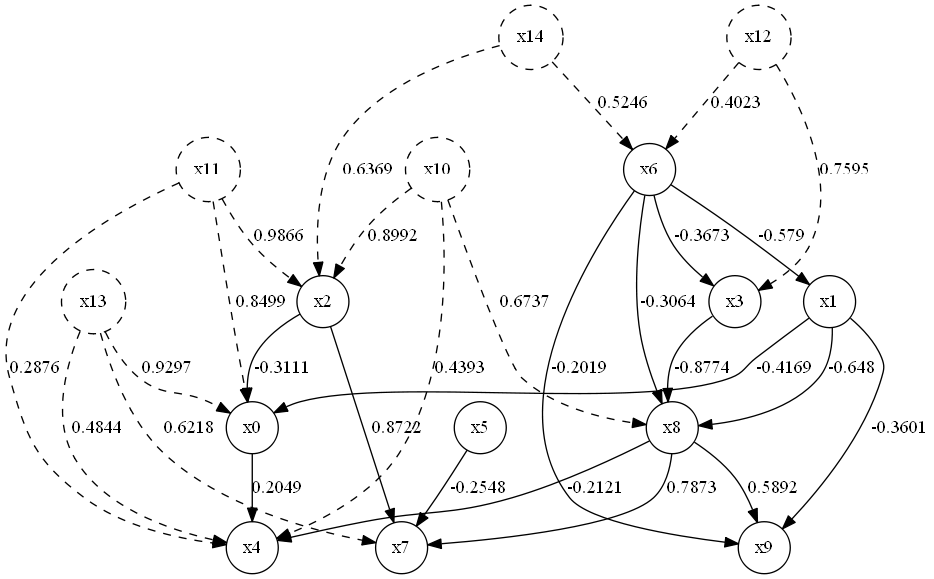 x14
x12
0.5246
0.4023
x11
0.6369
x10
x6
0.7595
0.9866
0.8992
-0.3673
-0.579
x13
0.8499
x2
0.6737
-0.3064
x3
x1
0.2876
0.9297
-0.3111
0.4393
-0.2019
-0.8774
-0.4169
-0.648
0.4844
0.6218
x0
0.8722
x5
x8
-0.3601
0.2049
-0.2548
-0.2121
0.7873
0.5892
x4
x7
x9